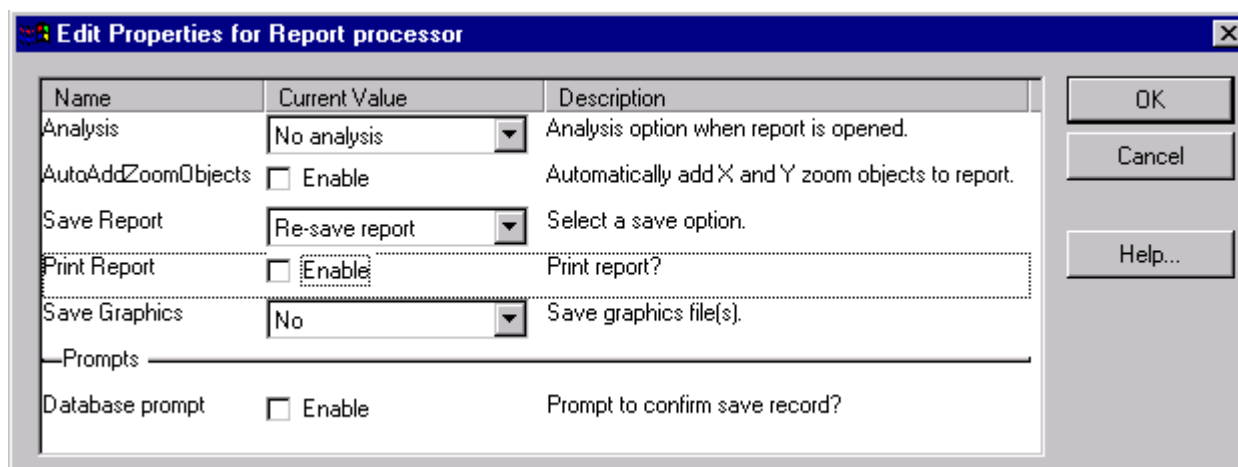 Edit Properties for Report processor
Name Current Value Description
Analysis No analysis Analysis option when report is opened.
AutoAddZoomObjects Enable Automatically add X and Y zoom objects to report.
Save Report Re-save report Select a save option.
Print Report Enable Print report?
Save Graphics No Save graphics file(s).
Prompts
Database prompt Enable Prompt to confirm save record?
OK
Cancel
Help...